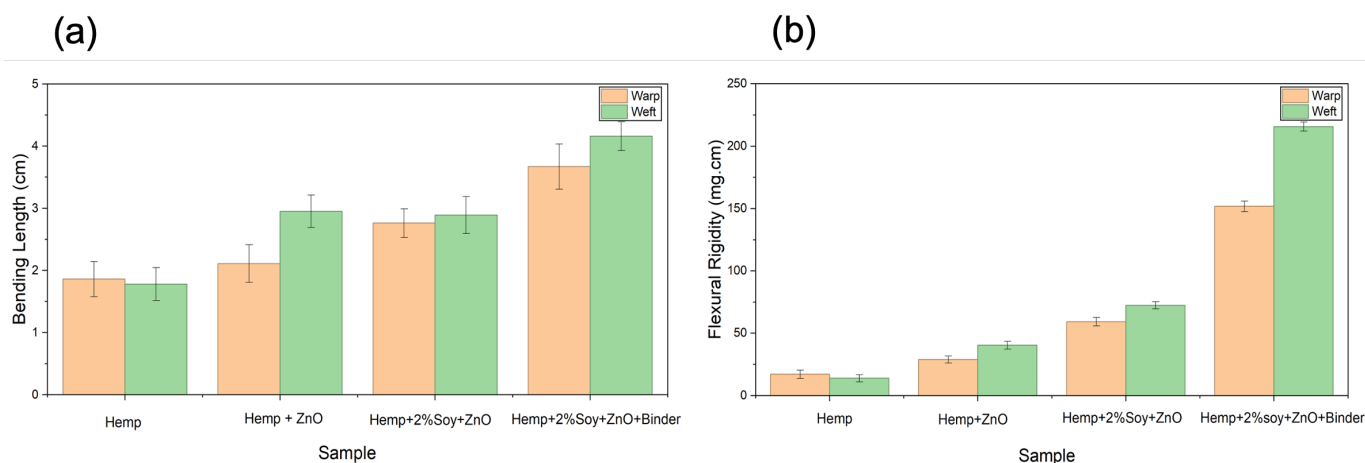 (a)
5
4
3
2
1
0
Bending Length (cm)
Warp
Weft
Hemp
Hemp + ZnO
Hemp+2%Soy+ZnO
Hemp+2%Soy+ZnO+Binder
Sample
(b)
250
200
150
100
50
0
Flexural Rigidity (mg.cm)
Warp
Weft
Hemp
Hemp+ZnO
Hemp+2%Soy+ZnO
Hemp+2%soy+ZnO+Binder
Sample